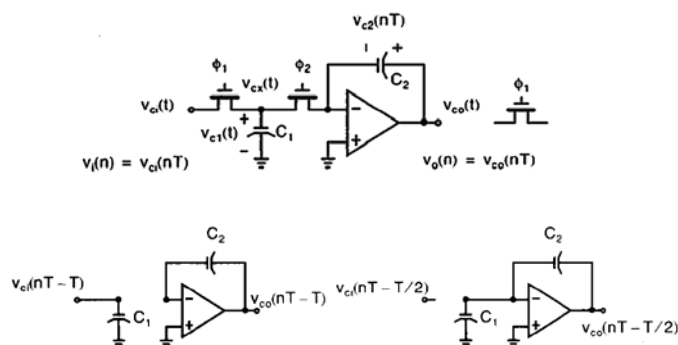 v_c2(nT)
− +
ϕ₁ v_cx(t) ϕ₂ C₂ ϕ₁
v_ci(t) + v_c1(t) C₁ − − + v_co(t)
v_i(n) = v_ci(nT) v_o(n) = v_co(nT)
C₂ C₂
v_ci(nT−T) − v_ci(nT−T/2) −
C₁ + v_co(nT−T) C₁ + v_co(nT−T/2)